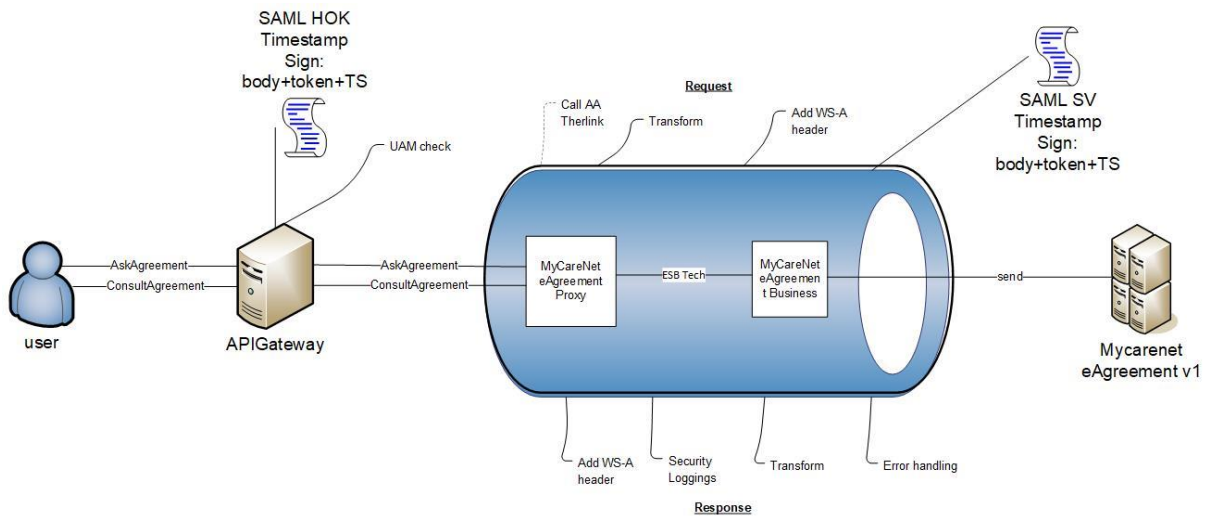 SAML HOK
Timestamp
Sign:
body+token+TS
UAM check
Request
Call AA
Therlink
Transform
Add WS-A
header
SAML SV
Timestamp
Sign:
body+token+TS
AskAgreement
ConsultAgreement
AskAgreement
ConsultAgreement
MyCareNet
eAgreement
Proxy
ESB Tech
MyCareNet
eAgreemen
t Business
send
user
APIGateway
Mycarenet
eAgreement v1
Add WS-A
header
Security
Loggings
Transform
Error handling
Response